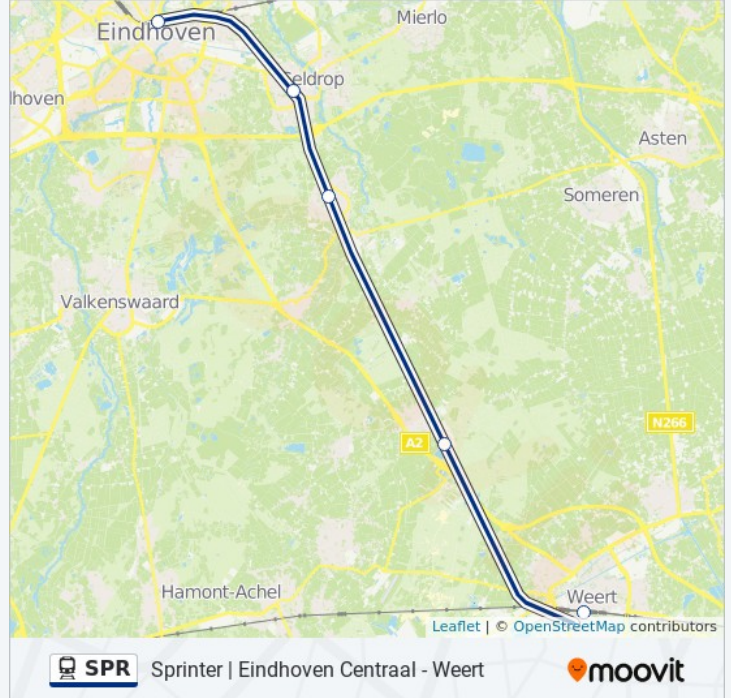 Mierlo
Eindhoven
Geldrop
lhoven
Asten
Someren
Valkenswaard
N266
A2
Hamont-Achel
Weert
Leaflet | © OpenStreetMap contributors
SPR Sprinter | Eindhoven Centraal - Weert
moovit